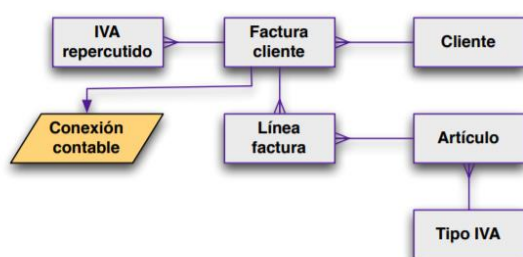 IVA
repercutido
Factura
cliente
Cliente
Conexión
contable
Línea
factura
Artículo
Tipo IVA